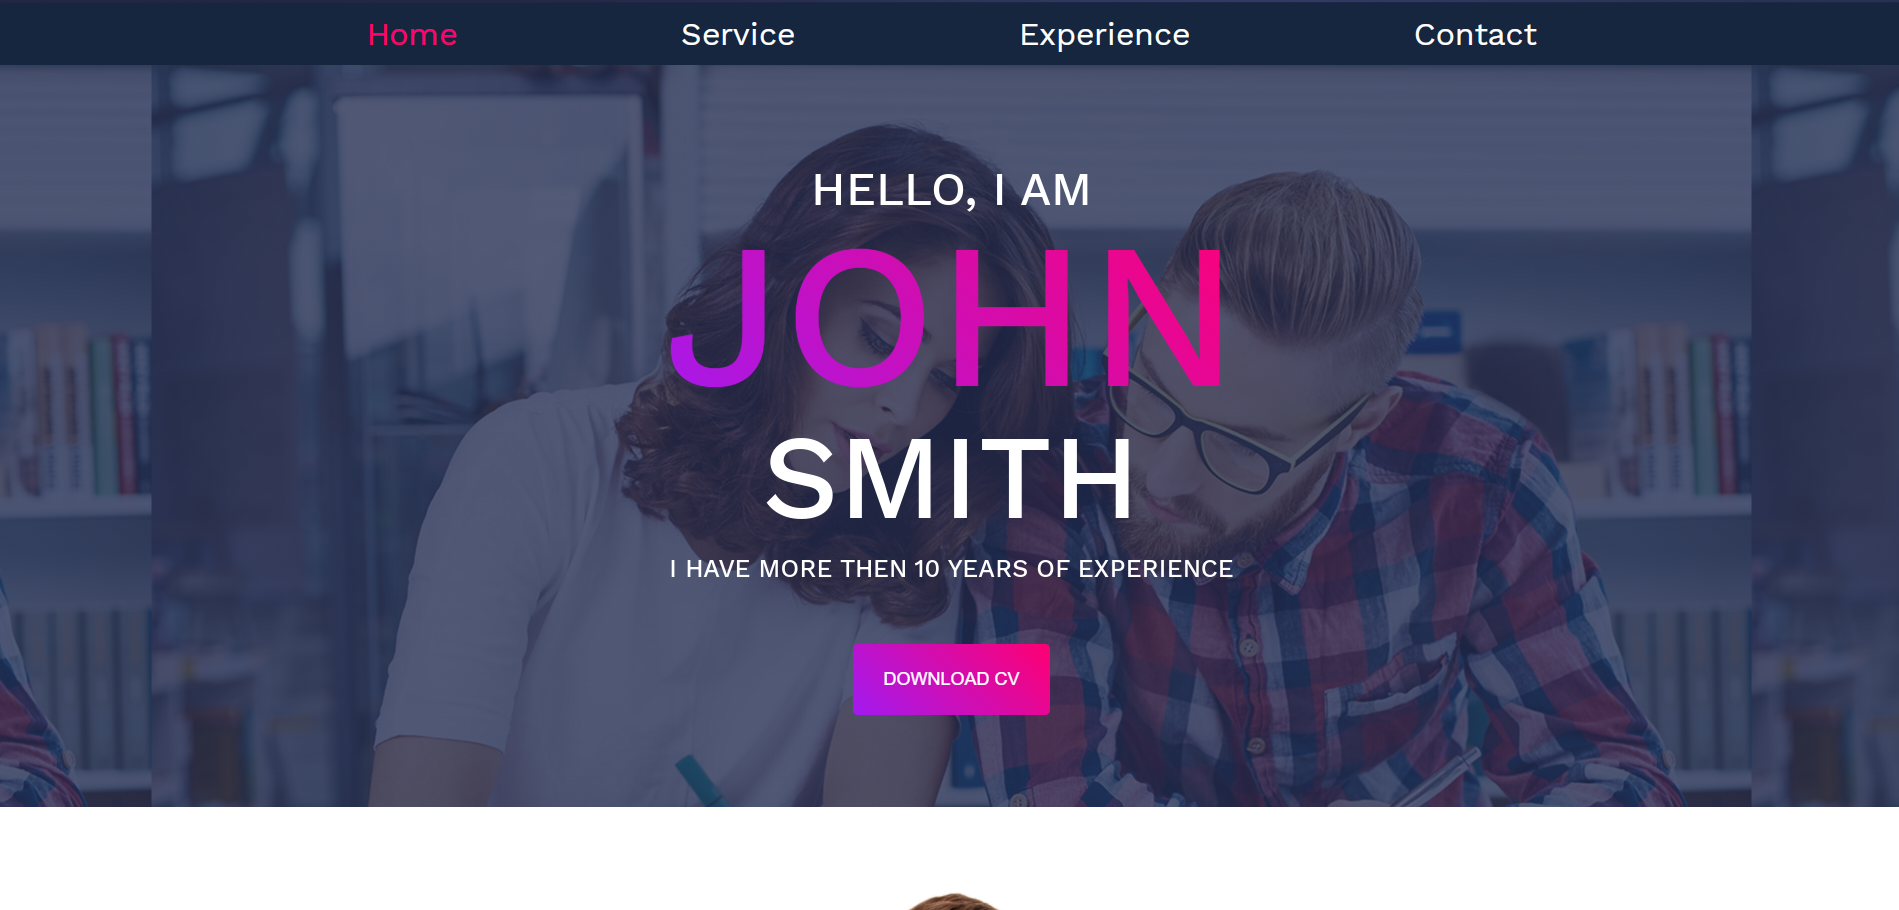 Home Service Experience Contact
HELLO, I AM
JOHN
SMITH
I HAVE MORE THEN 10 YEARS OF EXPERIENCE
DOWNLOAD CV